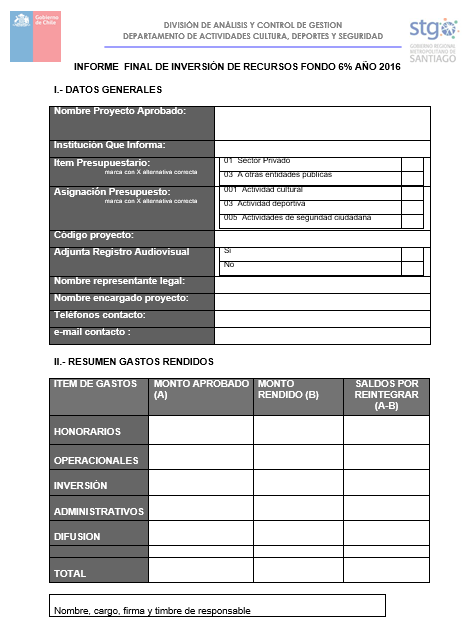 Gobierno
de Chile
DIVISIÓN DE ANÁLISIS Y CONTROL DE GESTION
DEPARTAMENTO DE ACTIVIDADES CULTURA, DEPORTES Y SEGURIDAD
stgo
GOBIERNO REGIONAL
METROPOLITANO DE
SANTIAGO
INFORME FINAL DE INVERSIÓN DE RECURSOS FONDO 6% AÑO 2016
I.- DATOS GENERALES
Nombre Proyecto Aprobado:
Institución Que Informa:
Item Presupuestario:
marca con X alternativa correcta
01 Sector Privado
03 A otras entidades públicas
Asignación Presupuesto:
marca con X alternativa correcta
001 Actividad cultural
03 Actividad deportiva
005 Actividades de seguridad ciudadana
Código proyecto:
Adjunta Registro Audiovisual
Si
No
Nombre representante legal:
Nombre encargado proyecto:
Teléfonos contacto:
e-mail contacto :
II.- RESUMEN GASTOS RENDIDOS
ITEM DE GASTOS MONTO APROBADO (A) MONTO RENDIDO (B) SALDOS POR REINTEGRAR (A-B)
HONORARIOS
OPERACIONALES
INVERSIÓN
ADMINISTRATIVOS
DIFUSION
TOTAL
Nombre, cargo, firma y timbre de responsable